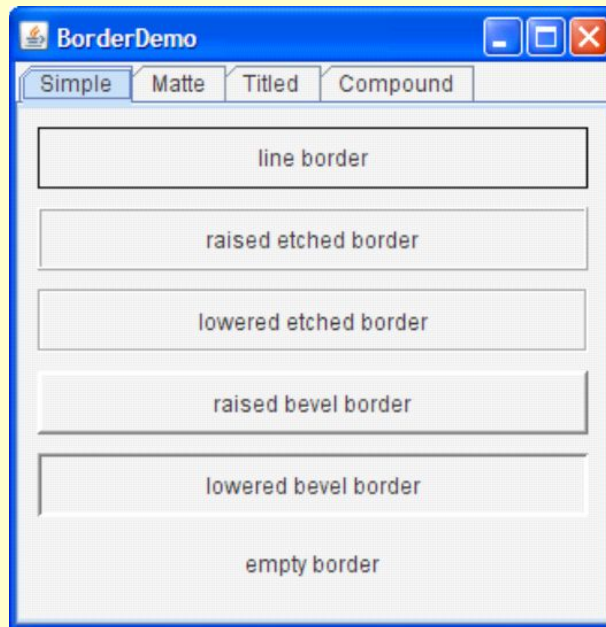 BorderDemo
Simple Matte Titled Compound
line border
raised etched border
lowered etched border
raised bevel border
lowered bevel border
empty border